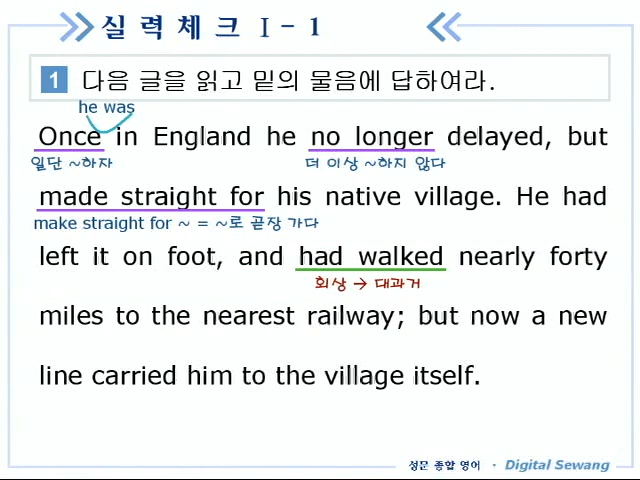 실 력 체 크 I - 1
1 다음 글을 읽고 밑의 물음에 답하여라.
he was
Once in England he no longer delayed, but
일단 ~하자 더 이상 ~하지 않다
made straight for his native village. He had
make straight for ~ = ~로 곧장 가다
left it on foot, and had walked nearly forty
회상 → 대과거
miles to the nearest railway; but now a new
line carried him to the village itself.
성문 종합 영어 · Digital Sewang